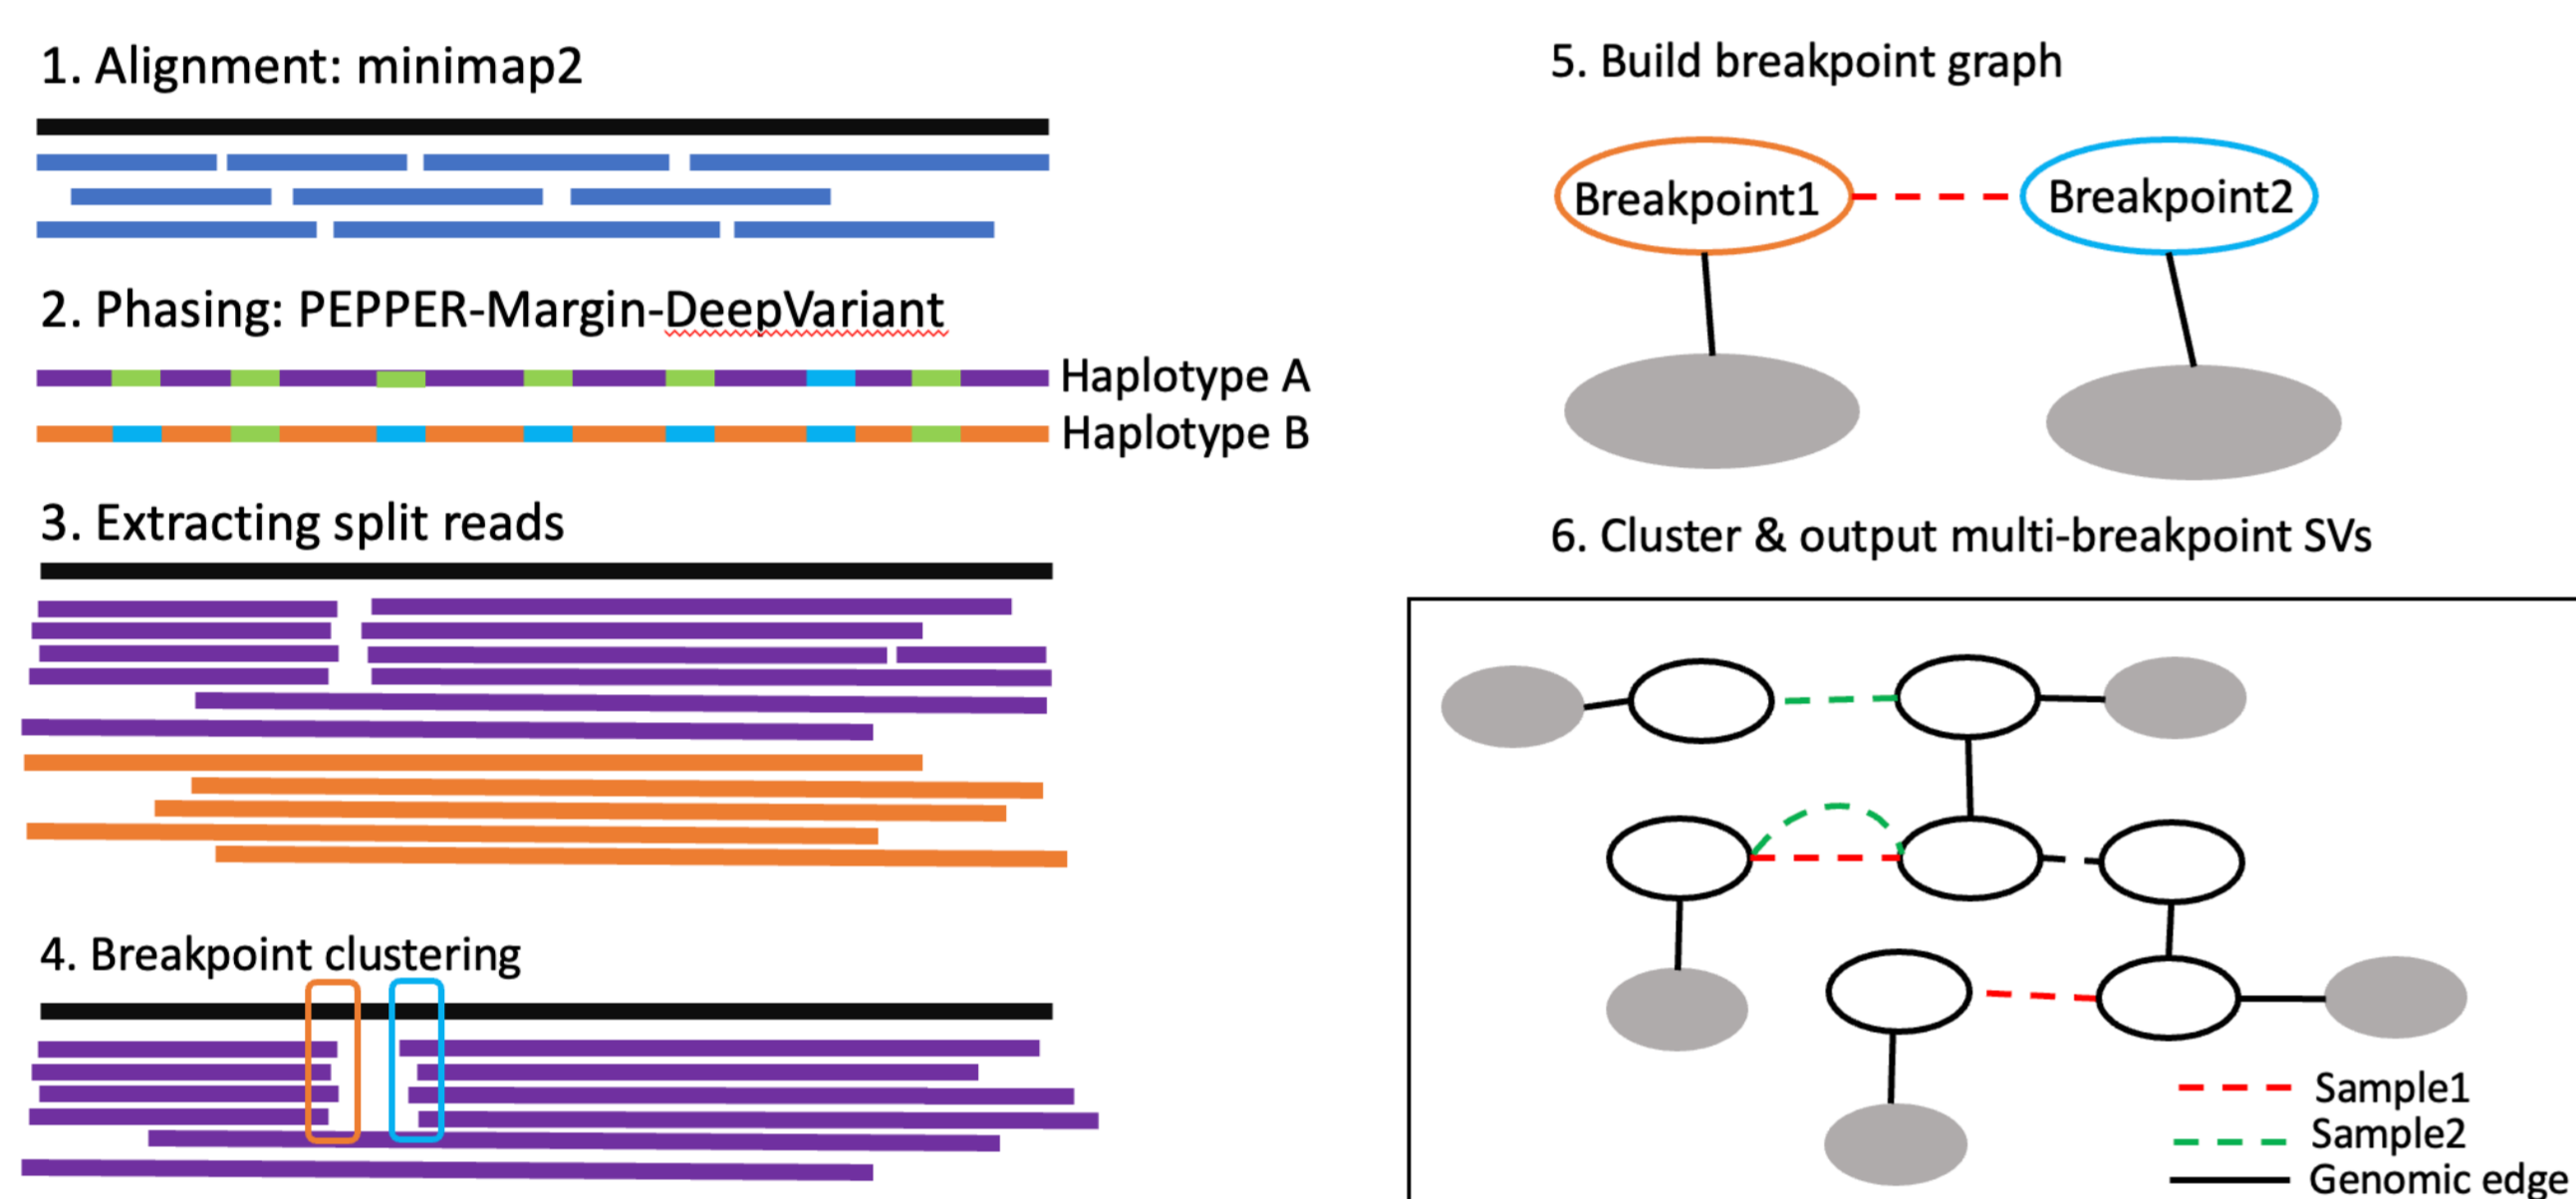 1. Alignment: minimap2
2. Phasing: PEPPER-Margin-DeepVariant
Haplotype A
Haplotype B
3. Extracting split reads
4. Breakpoint clustering
5. Build breakpoint graph
Breakpoint1
Breakpoint2
6. Cluster & output multi-breakpoint SVs
Sample1
Sample2
Genomic edge